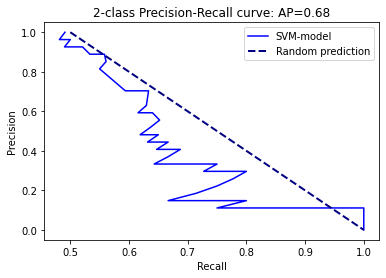 2-class Precision-Recall curve: AP=0.68
SVM-model
Random prediction
Precision
1.0
0.8
0.6
0.4
0.2
0.0
0.5
0.6
0.7
0.8
0.9
1.0
Recall